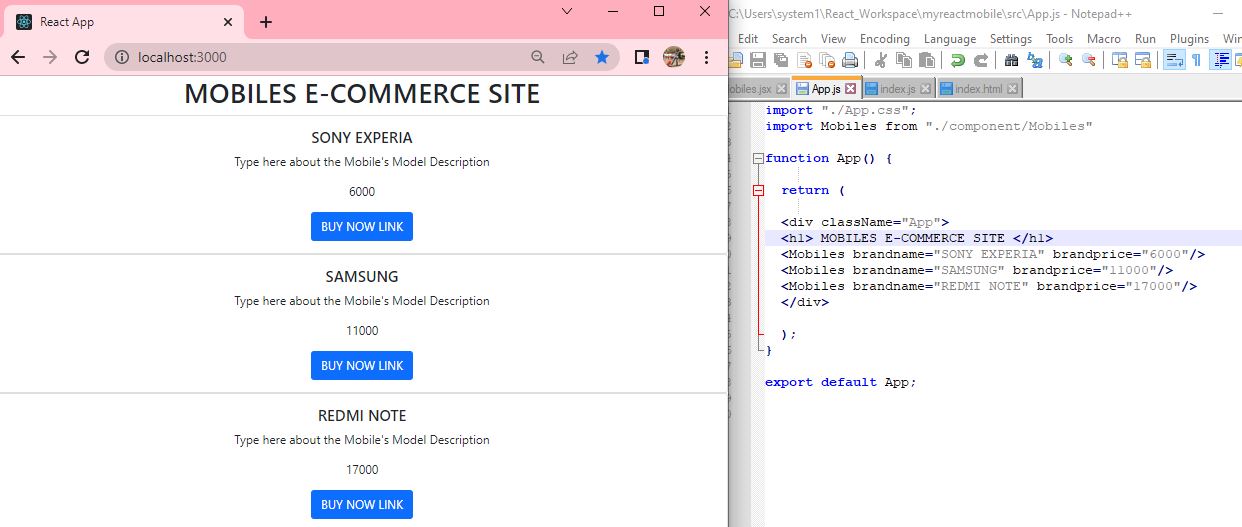 React App
localhost:3000
MOBILES E-COMMERCE SITE
SONY EXPERIA
Type here about the Mobile's Model Description
6000
BUY NOW LINK
SAMSUNG
Type here about the Mobile's Model Description
11000
BUY NOW LINK
REDMI NOTE
Type here about the Mobile's Model Description
17000
BUY NOW LINK
C:\Users\system1\React_Workspace\myreactmobile\src\App.js - Notepad++
Edit Search View Encoding Language Settings Tools Macro Run Plugins Win
obiles.jsx App.js index.js index.html
import "./App.css";
import Mobiles from "./component/Mobiles"
function App() {
return (
<div className="App">
<h1> MOBILES E-COMMERCE SITE </h1>
<Mobiles brandname="SONY EXPERIA" brandprice="6000"/>
<Mobiles brandname="SAMSUNG" brandprice="11000"/>
<Mobiles brandname="REDMI NOTE" brandprice="17000"/>
</div>
);
}
export default App;